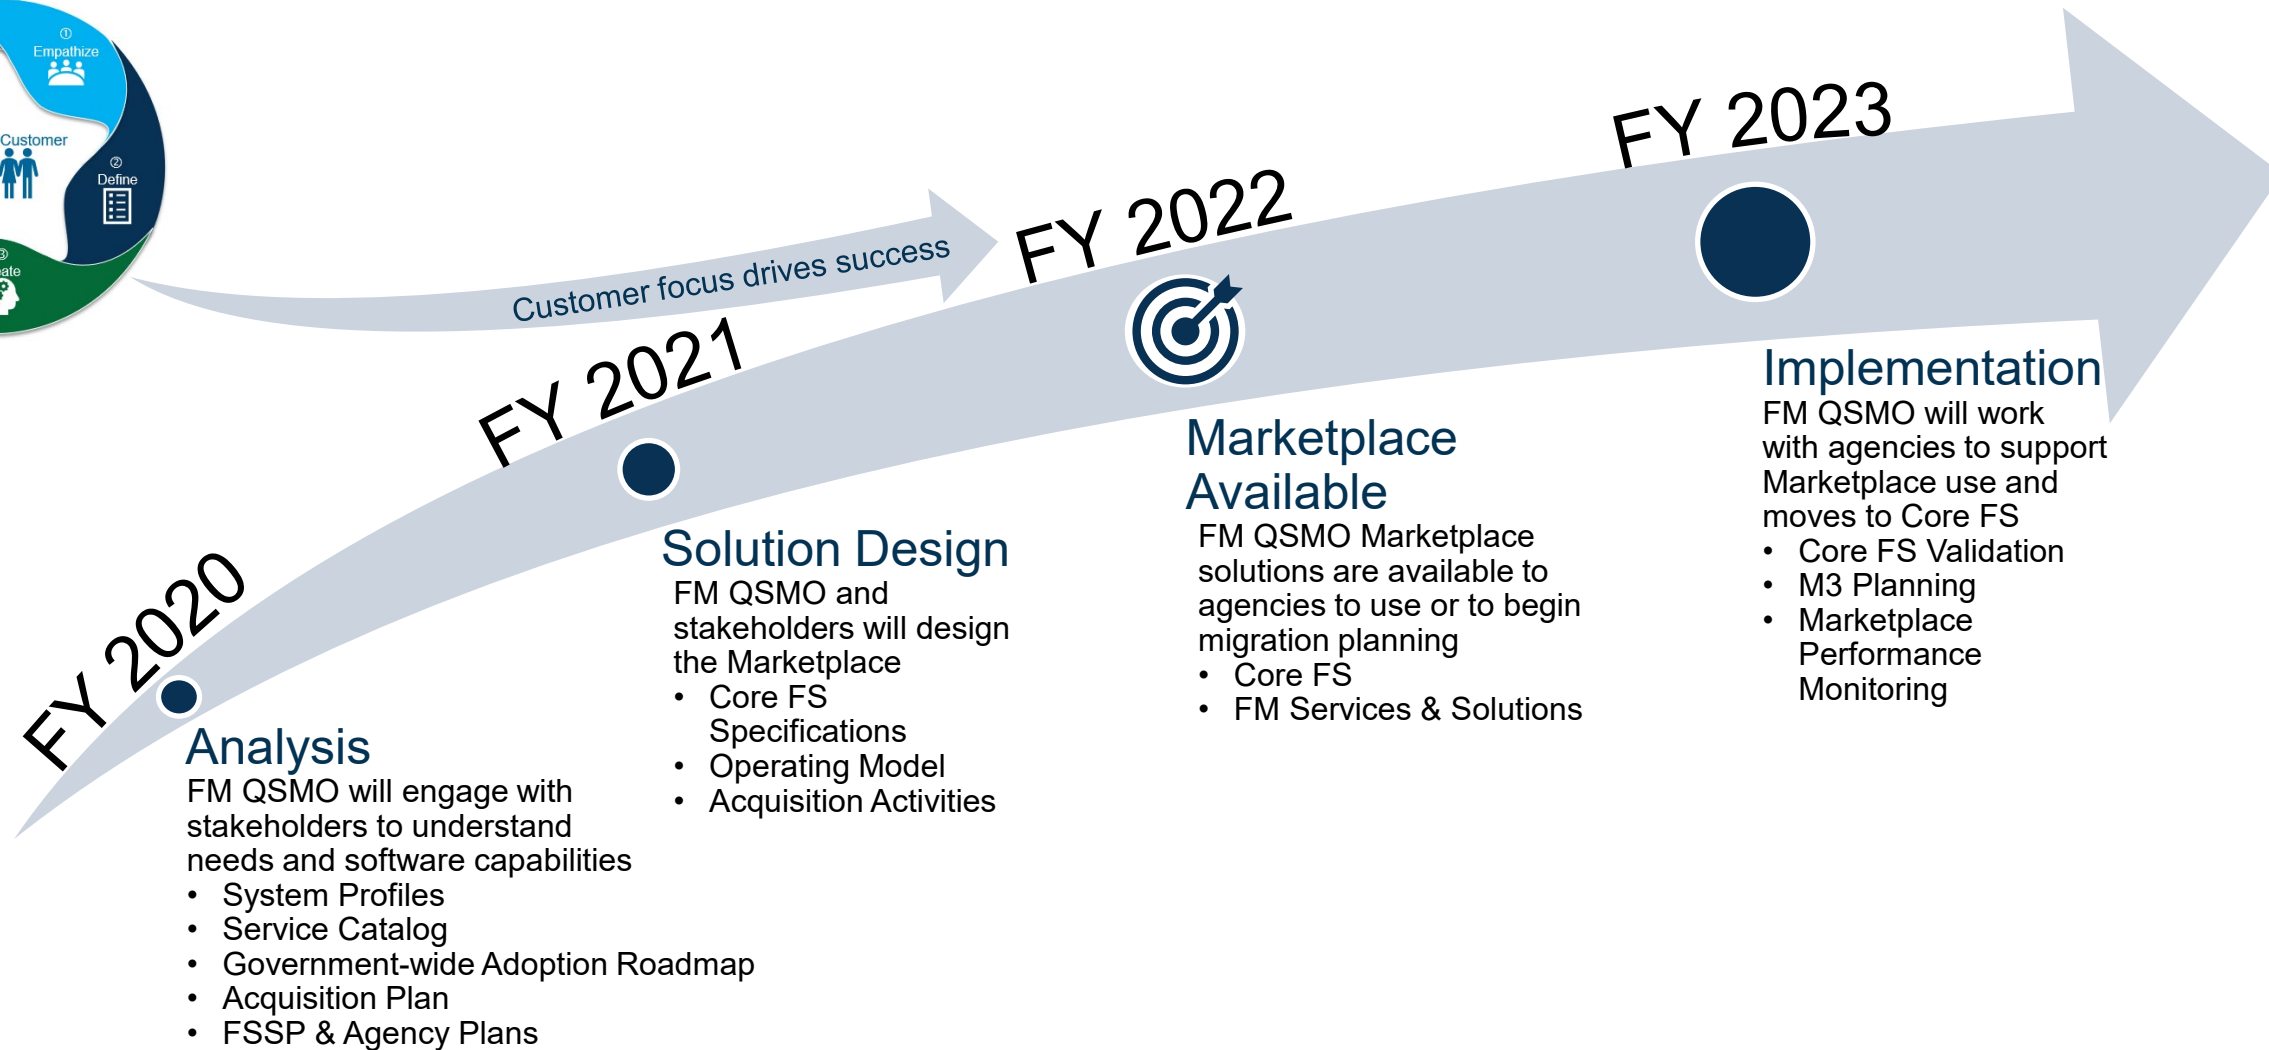 ① 
Empathize
Customer
②
Define
③
Customer focus drives success
FY 2020
FY 2021
FY 2022
FY 2023
Analysis
FM QSMO will engage with
stakeholders to understand
needs and software capabilities
• System Profiles
• Service Catalog
• Government-wide Adoption Roadmap
• Acquisition Plan
• FSSP & Agency Plans
Solution Design
FM QSMO and
stakeholders will design
the Marketplace
• Core FS
Specifications
• Operating Model
• Acquisition Activities
Marketplace
Available
FM QSMO Marketplace
solutions are available to
agencies to use or to begin
migration planning
• Core FS
• FM Services & Solutions
Implementation
FM QSMO will work
with agencies to support
Marketplace use and
moves to Core FS
• Core FS Validation
• M3 Planning
• Marketplace
Performance
Monitoring